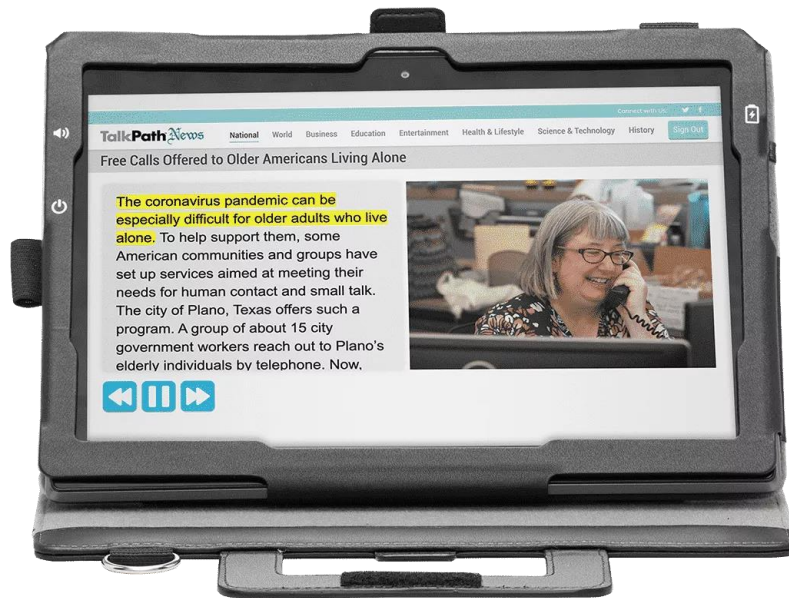 Connect with Us:
TalkPath News
National World Business Education Entertainment Health & Lifestyle Science & Technology History Sign Out
Free Calls Offered to Older Americans Living Alone
The coronavirus pandemic can be
especially difficult for older adults who live
alone. To help support them, some
American communities and groups have
set up services aimed at meeting their
needs for human contact and small talk.
The city of Plano, Texas offers such a
program. A group of about 15 city
government workers reach out to Plano's
elderly individuals by telephone. Now,